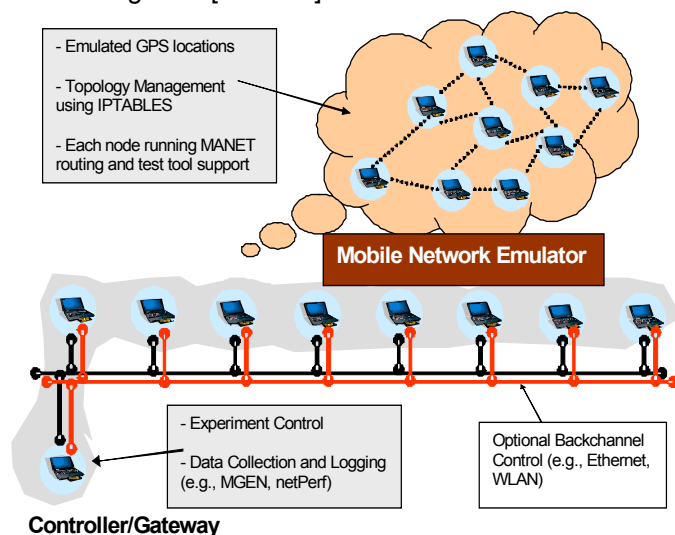 - Emulated GPS locations
- Topology Management
using IPTABLES
- Each node running MANET
routing and test tool support
Mobile Network Emulator
- Experiment Control
- Data Collection and Logging
(e.g., MGEN, netPerf)
Optional Backchannel
Control (e.g., Ethernet,
WLAN)
Controller/Gateway